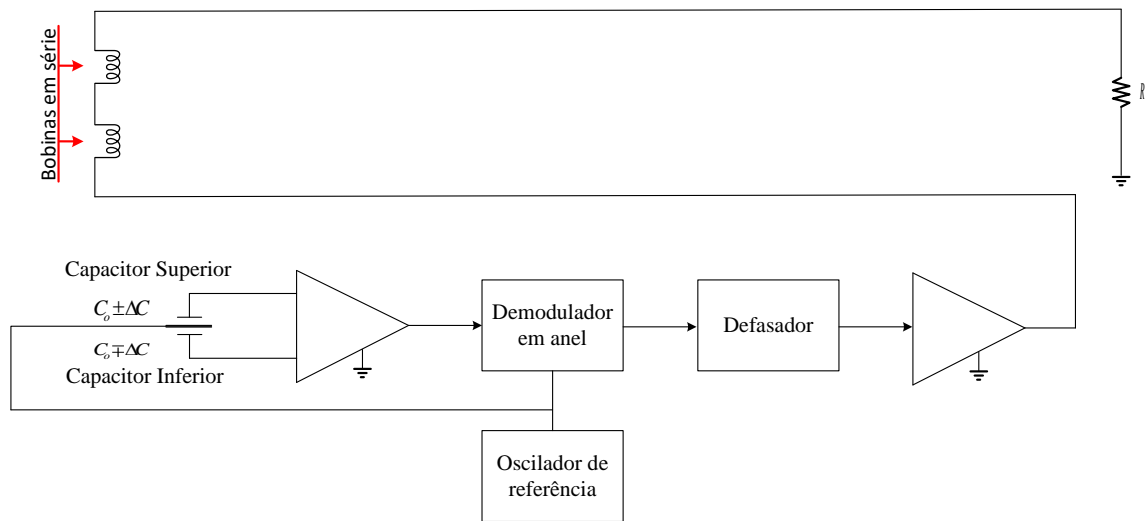 Bobinas em série
R
Capacitor Superior
Cₒ ± ΔC
Cₒ ∓ ΔC
Capacitor Inferior
Demodulador
em anel
Defasador
Oscilador de
referência